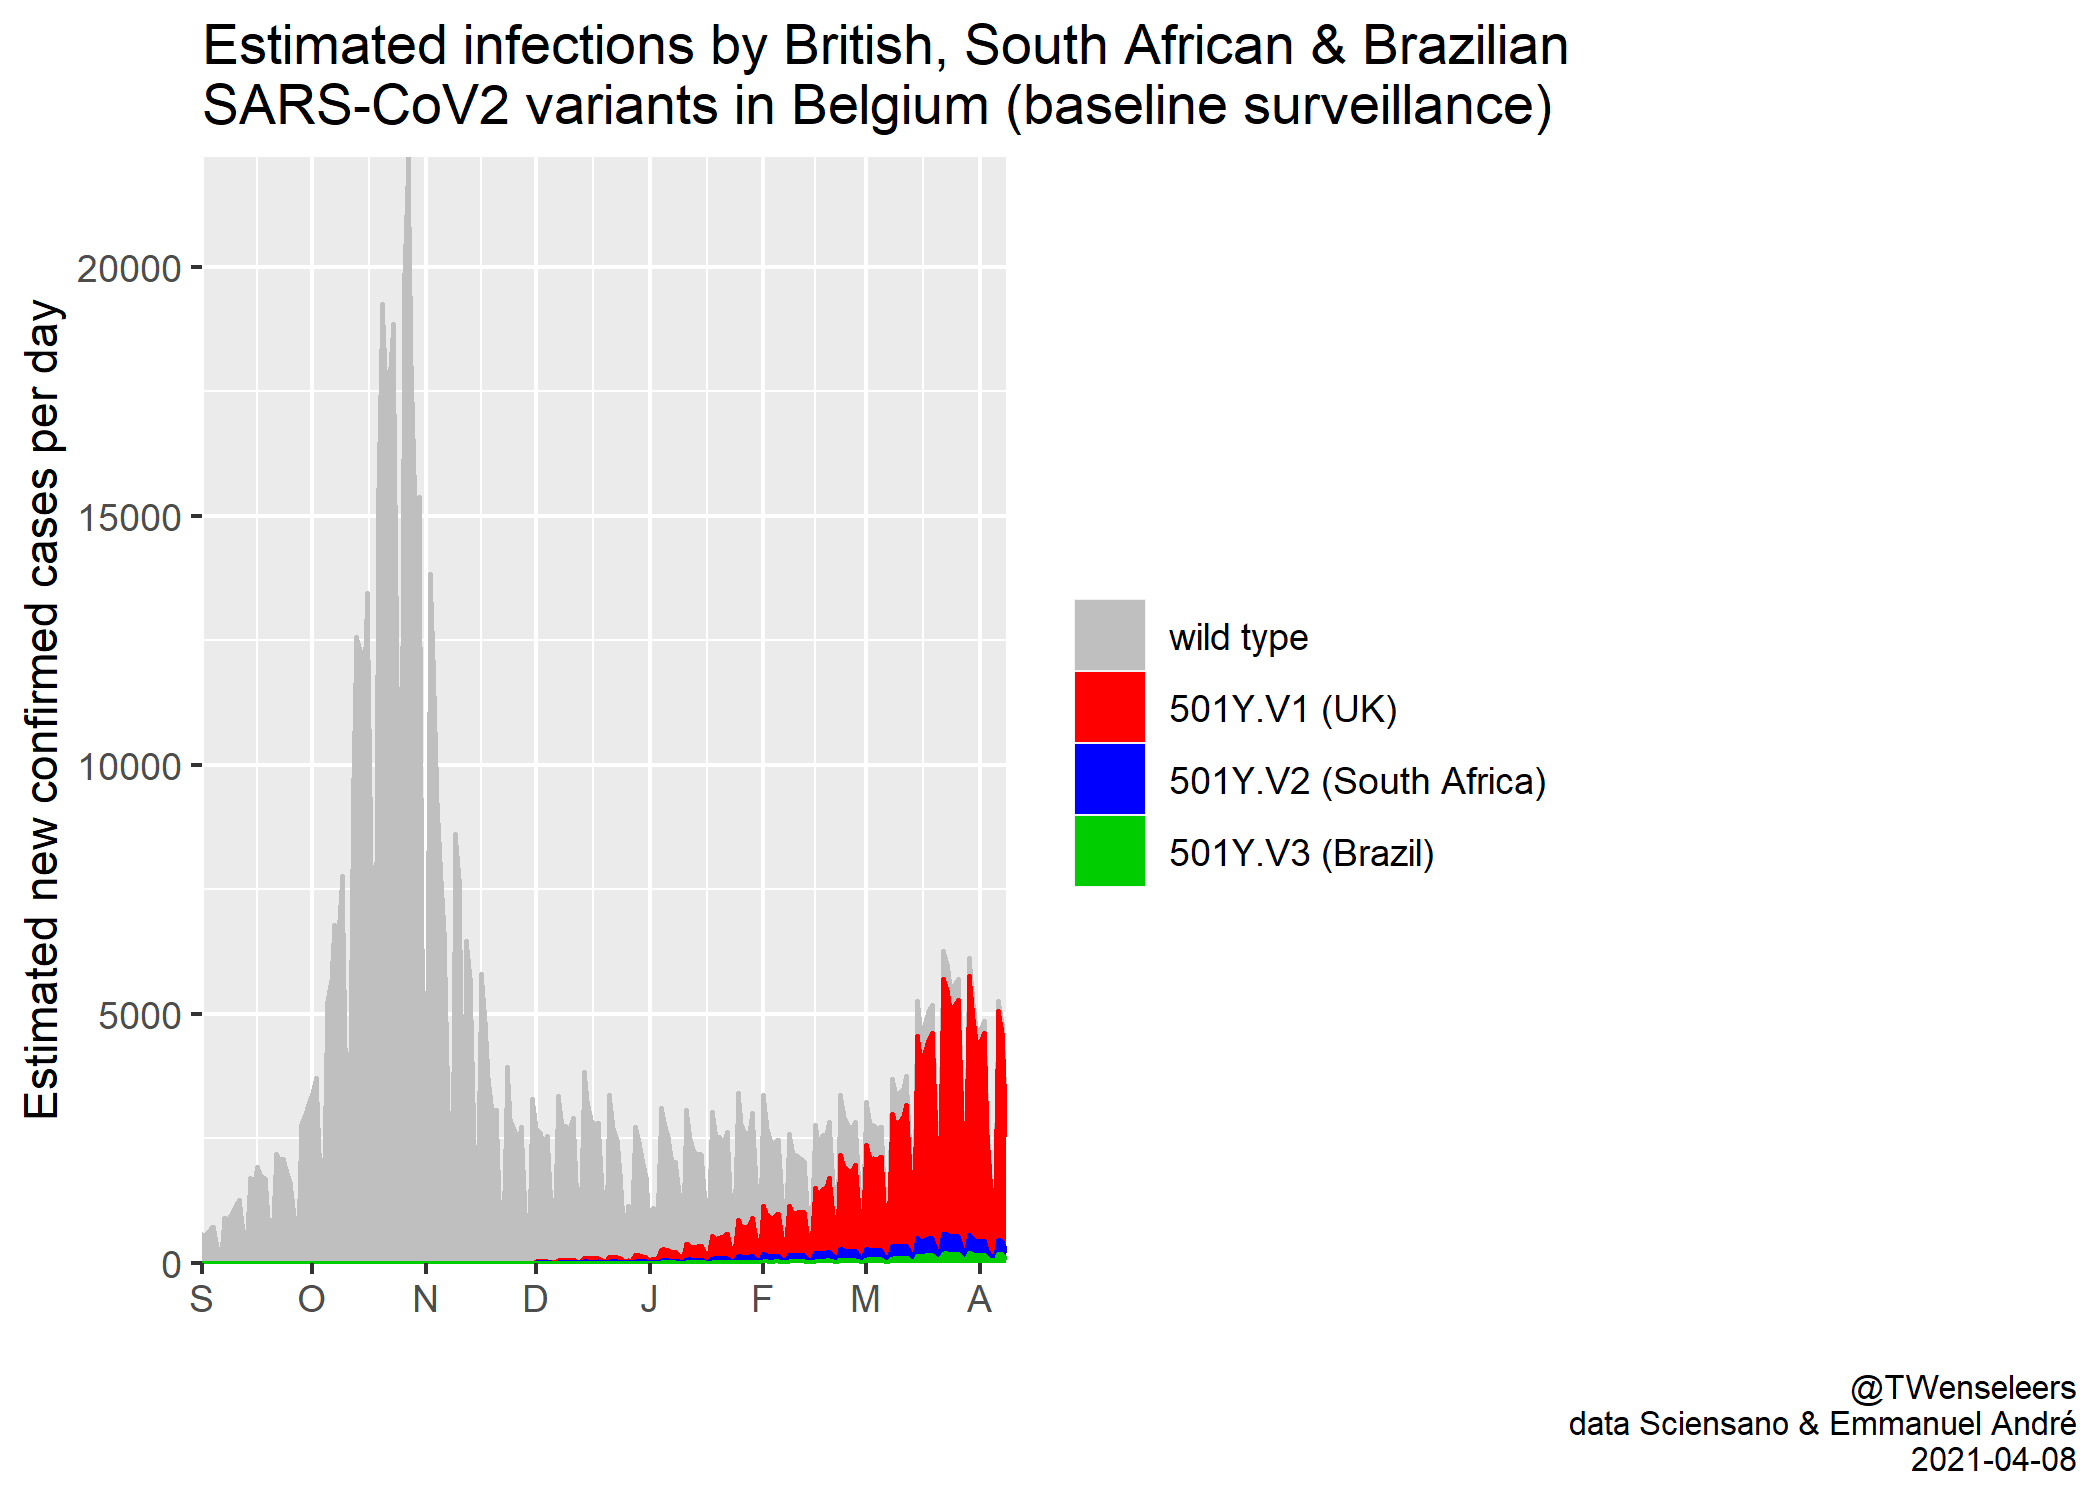 Estimated infections by British, South African & Brazilian
SARS-CoV2 variants in Belgium (baseline surveillance)
Estimated new confirmed cases per day
20000
15000
10000
5000
0
S O N D J F M A
wild type
501Y.V1 (UK)
501Y.V2 (South Africa)
501Y.V3 (Brazil)
@TWenseleers
data Sciensano & Emmanuel André
2021-04-08